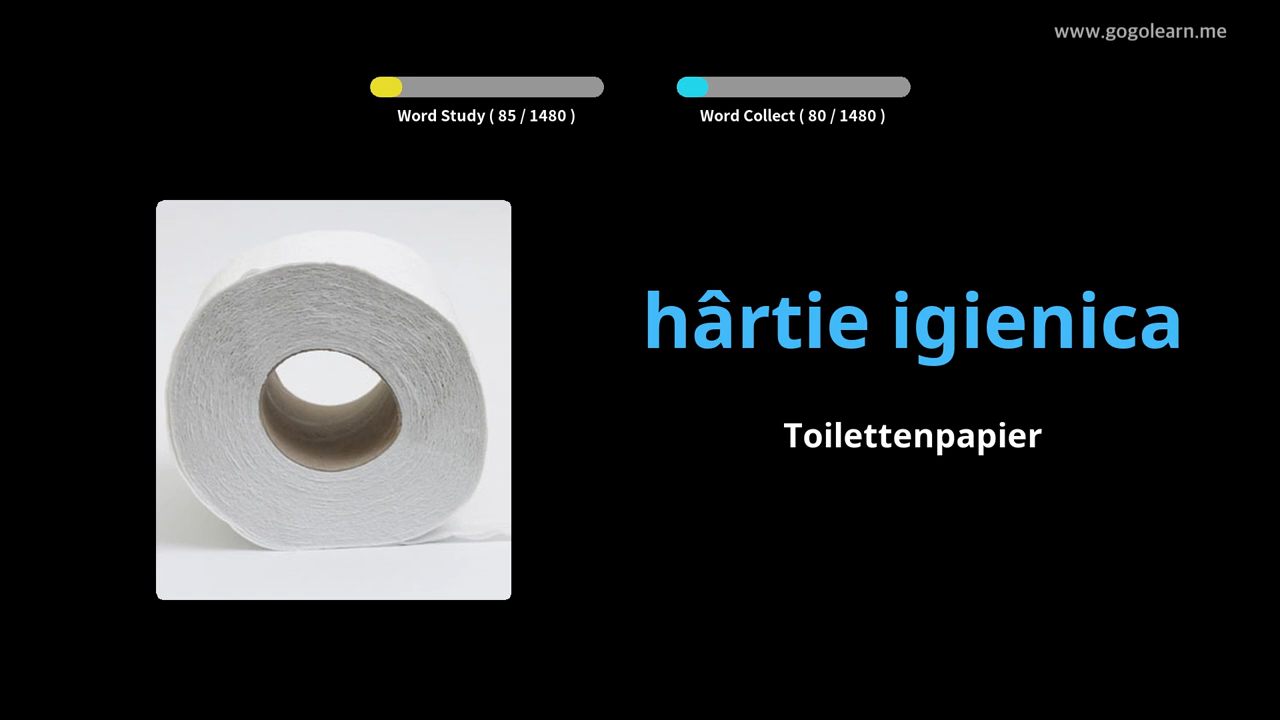 www.gogolearn.me
Word Study ( 85 / 1480 )
Word Collect ( 80 / 1480 )
hârtie igienica
Toilettenpapier